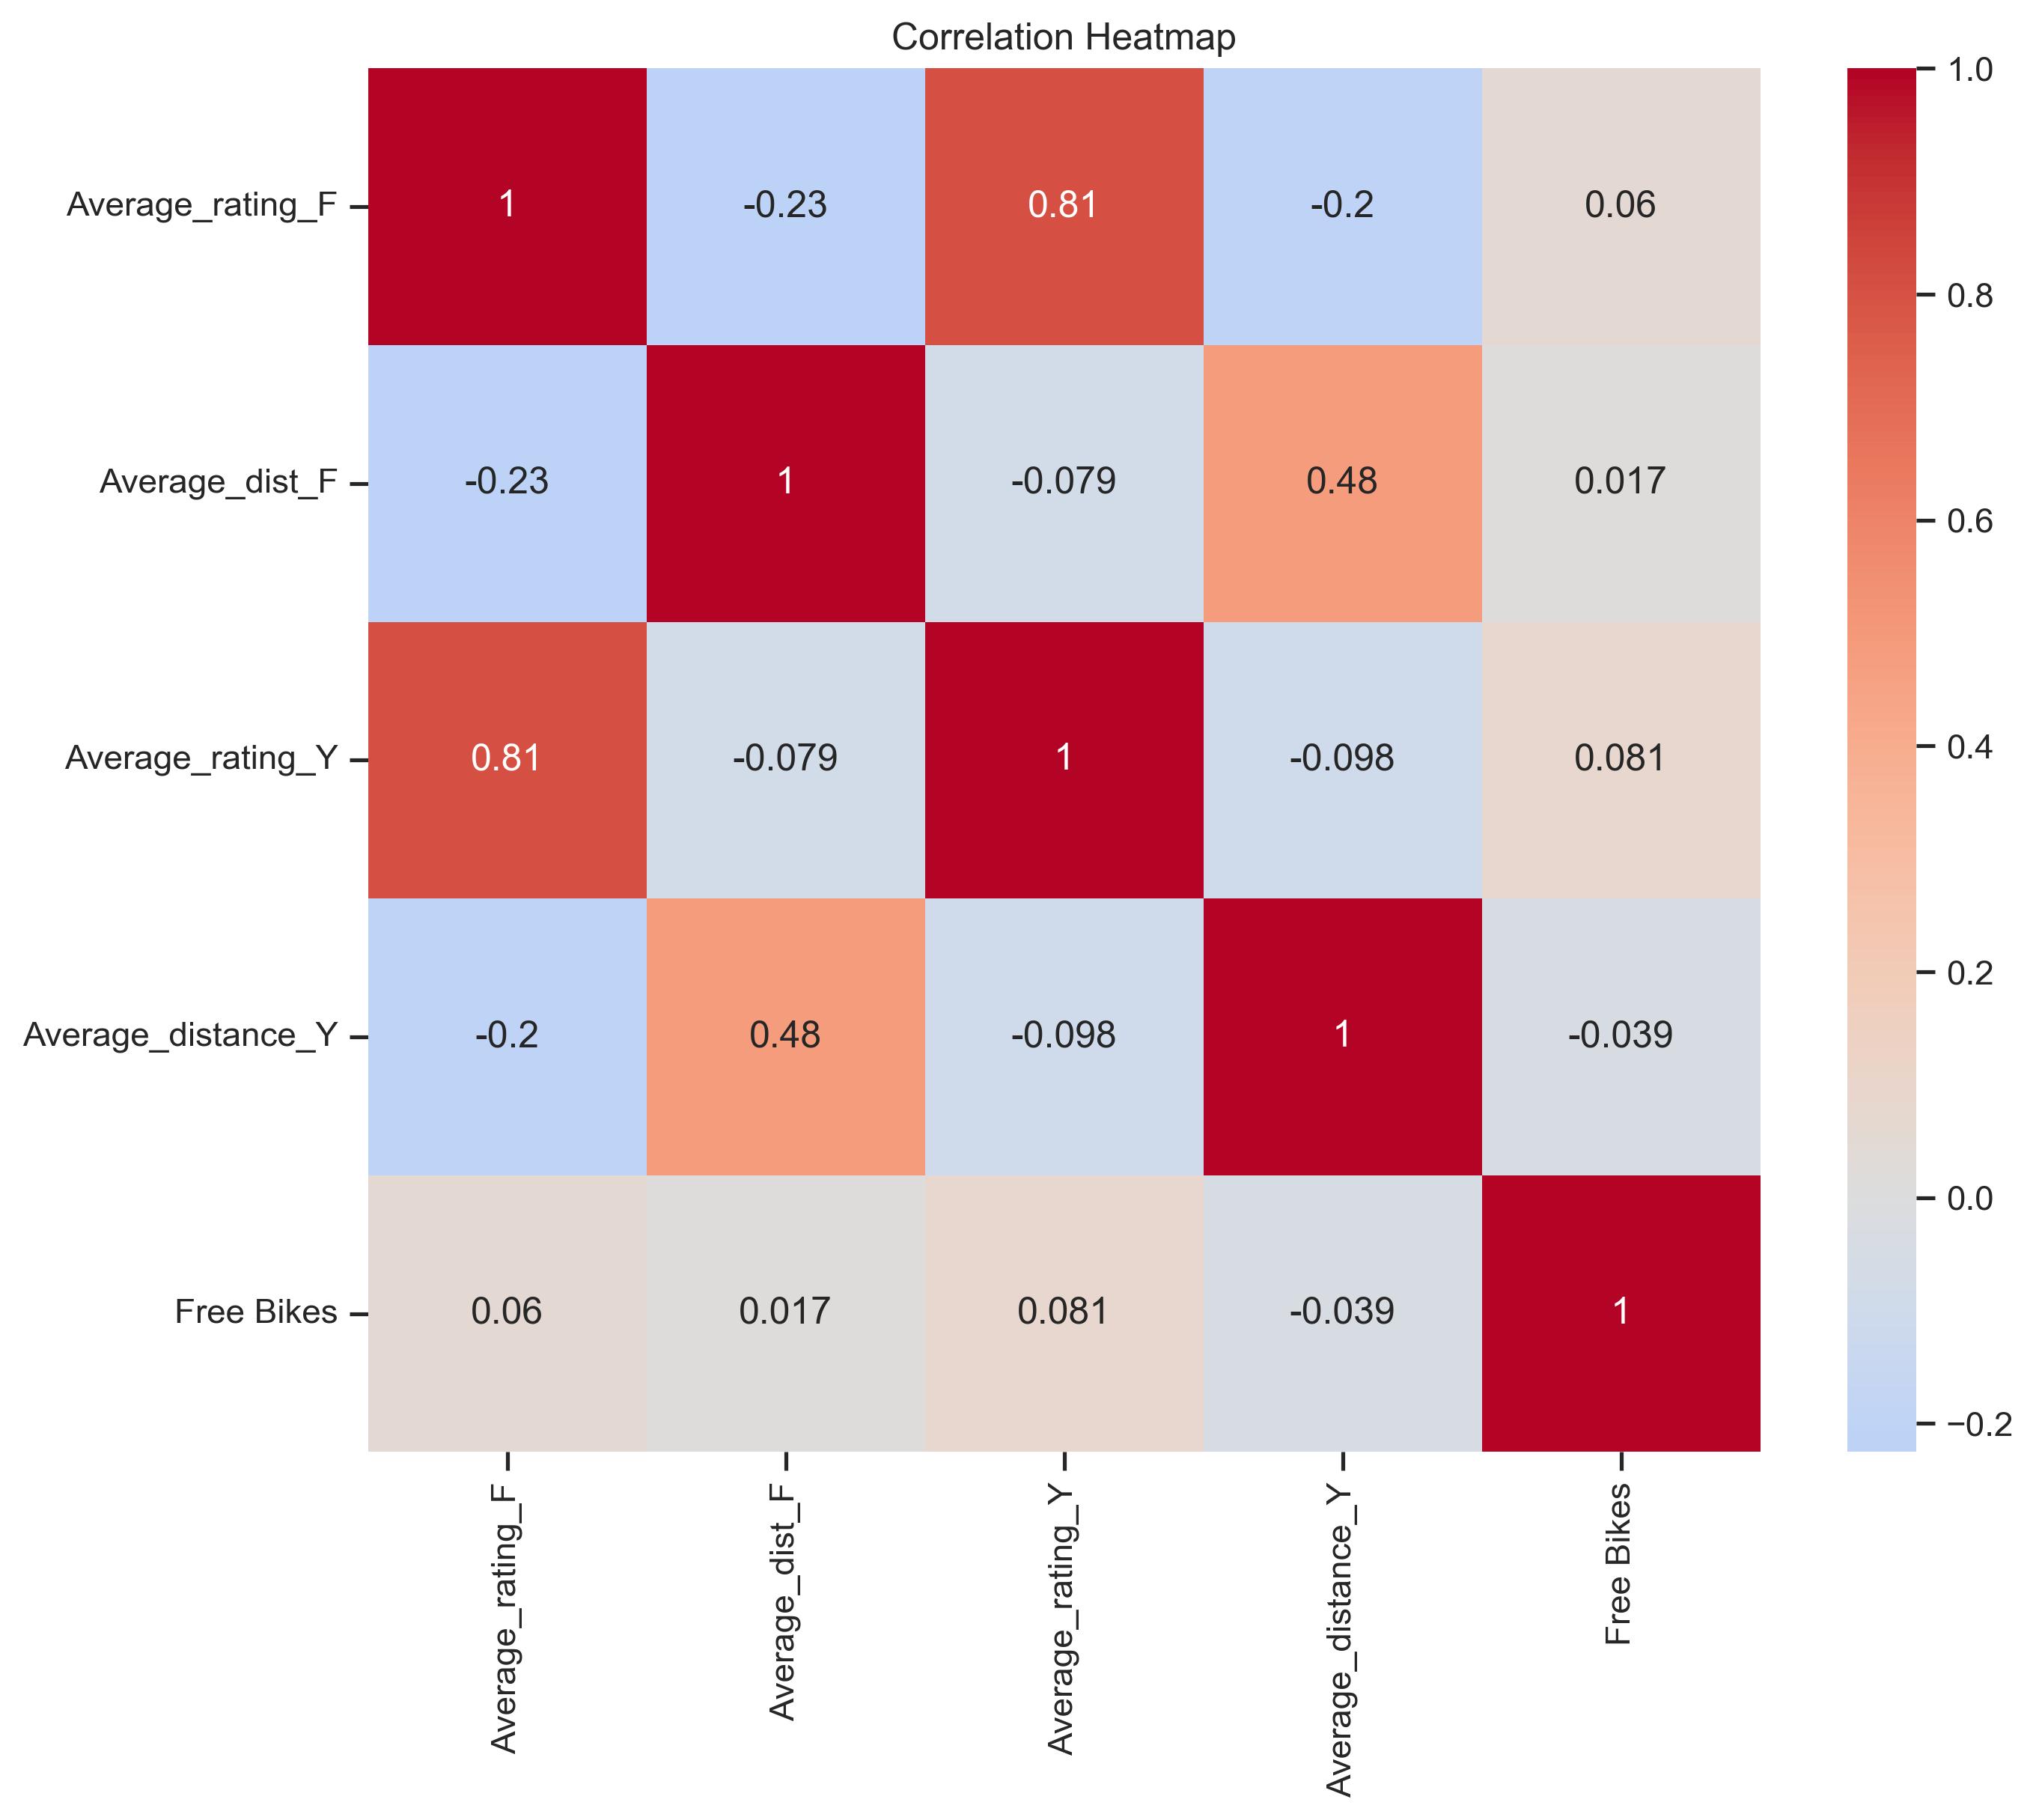 Correlation Heatmap
Average_rating_F 1 -0.23 0.81 -0.2 0.06
Average_dist_F -0.23 1 -0.079 0.48 0.017
Average_rating_Y 0.81 -0.079 1 -0.098 0.081
Average_distance_Y -0.2 0.48 -0.098 1 -0.039
Free Bikes 0.06 0.017 0.081 -0.039 1
Average_rating_F
Average_dist_F
Average_rating_Y
Average_distance_Y
Free Bikes
1.0
0.8
0.6
0.4
0.2
0.0
−0.2